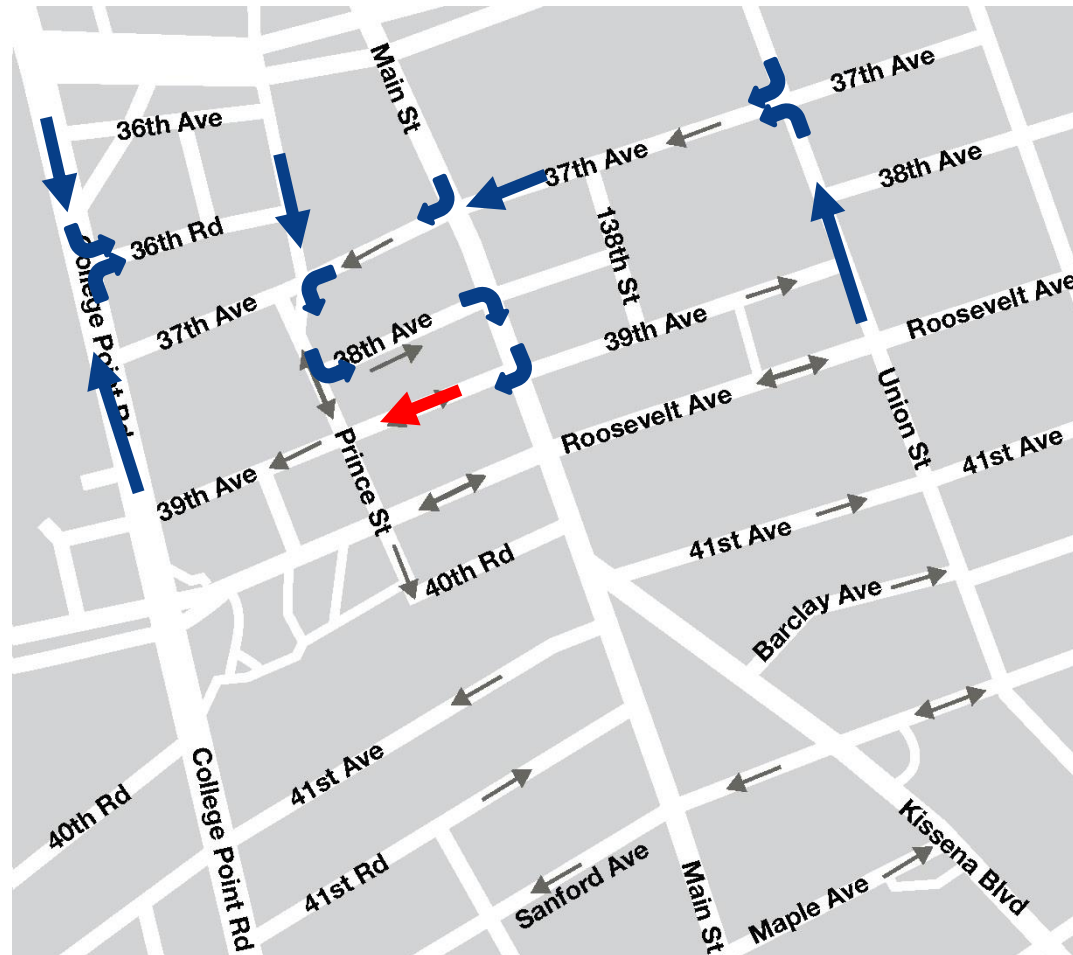 Main St
37th Ave
36th Ave
37th Ave
38th Ave
36th Rd
138th St
College Point Rd
37th Ave
38th Ave
39th Ave
Roosevelt Ave
Roosevelt Ave
Union St
Prince St
39th Ave
41st Ave
41st Ave
40th Rd
Barclay Ave
41st Ave
College Point Rd
40th Rd
41st Rd
Sanford Ave
Main St
Maple Ave
Kissena Blvd